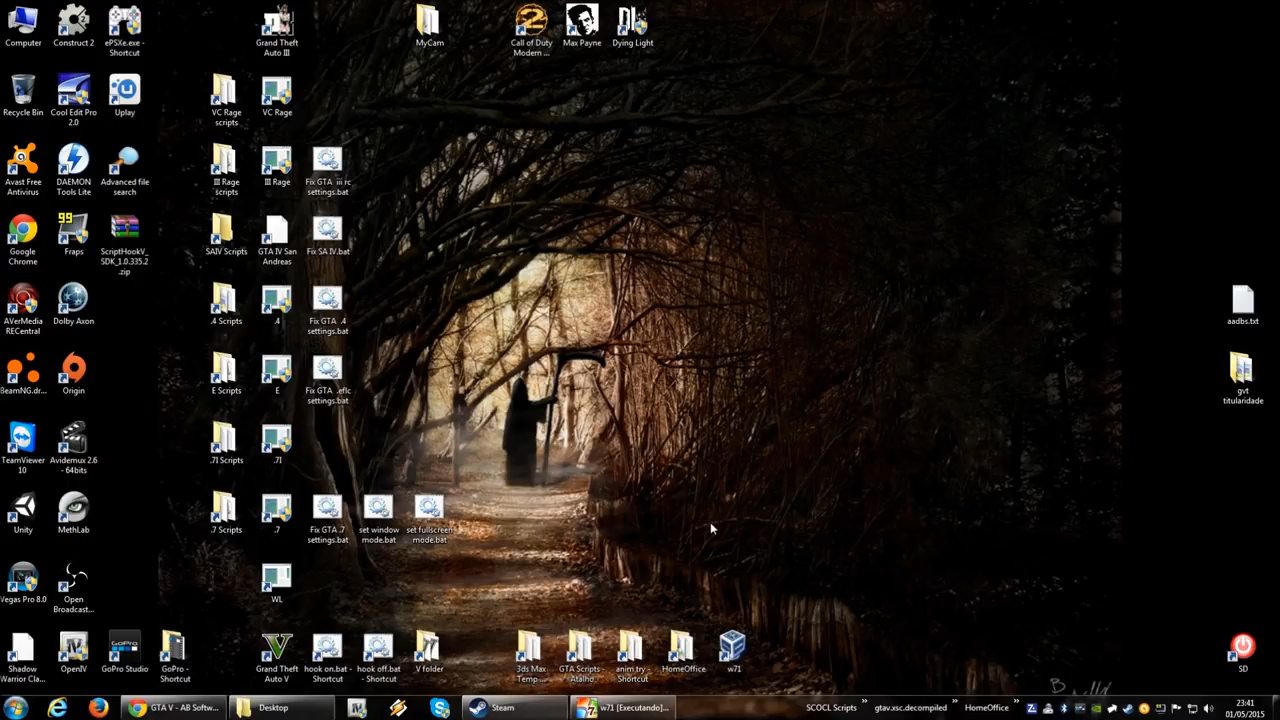 Computer
Construct 2
ePSXe.exe -
Shortcut
Grand Theft
Auto III
MyCam
Call of Duty
Modern ...
Max Payne
Dying Light
Recycle Bin
Cool Edit Pro
2.0
Uplay
VC Rage
scripts
VC Rage
Avast Free
Antivirus
DAEMON
Tools Lite
Advanced file
search
III Rage
scripts
III Rage
Fix GTA iii rc
settings.bat
Google
Chrome
99
Fraps
ScriptHookV_
SDK_1.0.335.2
.zip
SAIV Scripts
GTA IV San
Andreas
Fix SA IV.bat
AVerMedia
RECentral
Dolby Axon
.4 Scripts
.4
Fix GTA .4
settings.bat
aadbs.txt
BeamNG.dr...
Origin
E Scripts
E
Fix GTA .eflc
settings.bat
gvt
titularidade
TeamViewer
10
Avidemux 2.6
- 64bits
.7I Scripts
.7I
Unity
MethLab
.7 Scripts
.7
Fix GTA .7
settings.bat
set window
mode.bat
set fullscreen
mode.bat
Vegas Pro 8.0
Open
Broadcast...
WL
Shadow
Warrior Cla...
OpenIV
GoPro
GoPro Studio
GoPro -
Shortcut
Grand Theft
Auto V
hook on.bat -
Shortcut
hook off.bat
- Shortcut
V folder
3ds Max
Temp ...
GTA Scripts -
Atalho
anim try -
Shortcut
HomeOffice
w71
SD
GTA V - AB Softw...
Desktop
Steam
w71 [Executando]...
SCOCL Scripts
gtav.xsc.decompiled
HomeOffice
23:41
01/05/2015